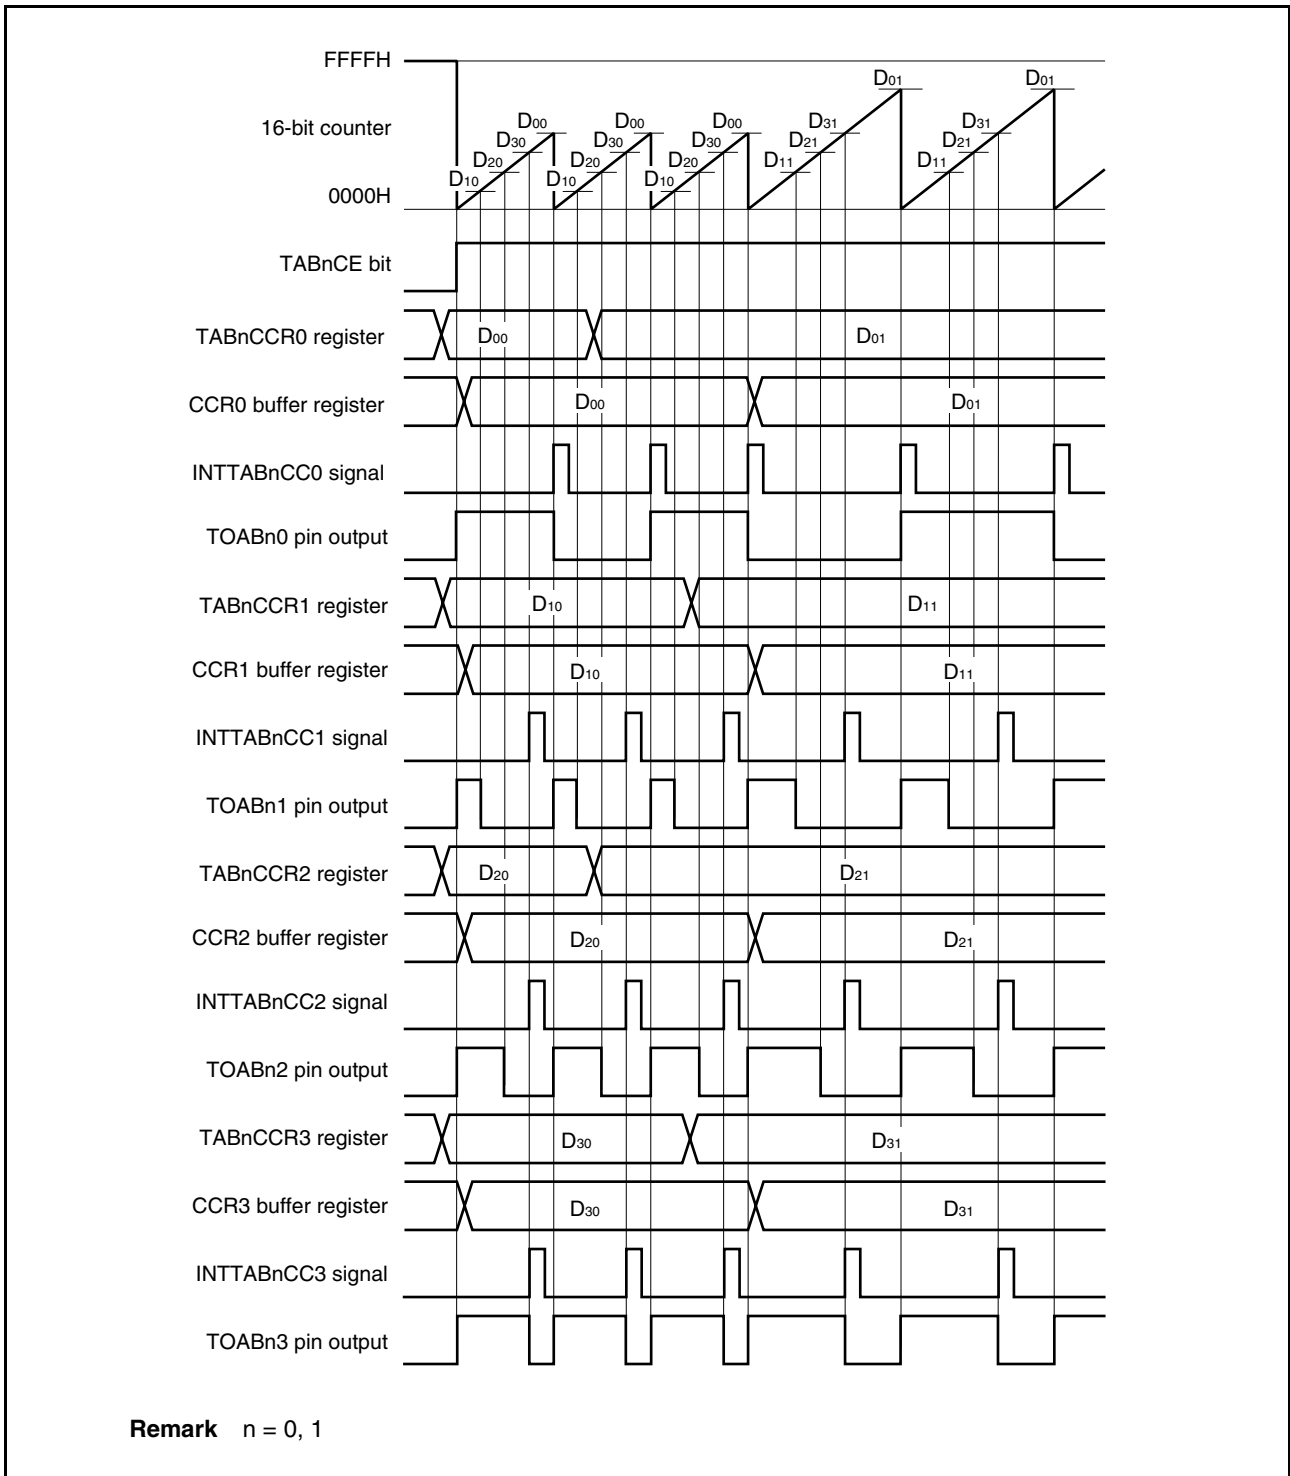 FFFFH
D01 D01
16-bit counter
D00 D00 D00 D31 D31
D30 D30 D30 D21 D21
D20 D20 D20 D11 D11
D10 D10 D10
0000H
TABnCE bit
TABnCCR0 register D00 D01
CCR0 buffer register D00 D01
INTTABnCC0 signal
TOABn0 pin output
TABnCCR1 register D10 D11
CCR1 buffer register D10 D11
INTTABnCC1 signal
TOABn1 pin output
TABnCCR2 register D20 D21
CCR2 buffer register D20 D21
INTTABnCC2 signal
TOABn2 pin output
TABnCCR3 register D30 D31
CCR3 buffer register D30 D31
INTTABnCC3 signal
TOABn3 pin output
Remark n = 0, 1